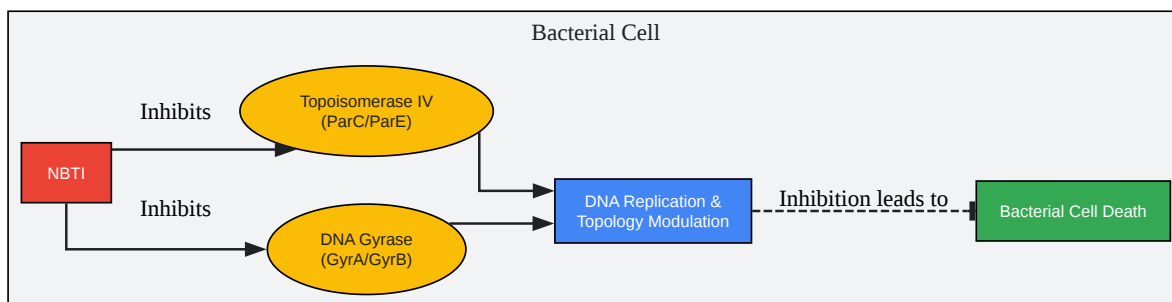 Bacterial Cell
Inhibits
Topoisomerase IV
(ParC/ParE)
NBTI
Inhibits
DNA Gyrase
(GyrA/GyrB)
DNA Replication &
Topology Modulation
Inhibition leads to
Bacterial Cell Death